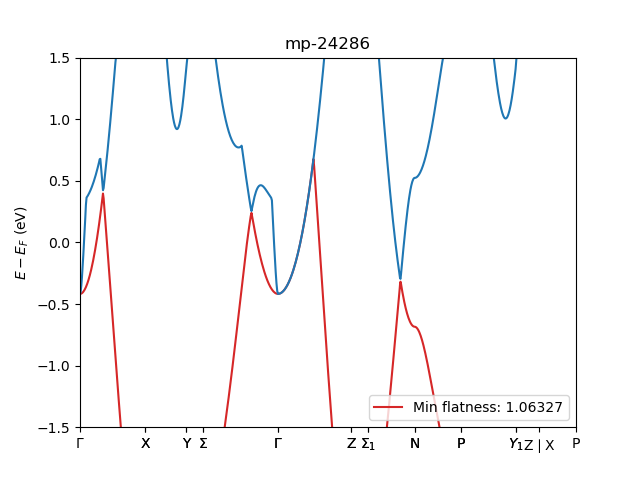 mp-24286
1.5
1.0
0.5
0.0
−0.5
−1.0
−1.5
E − E_F (eV)
Min flatness: 1.06327
Γ X Y Σ Γ Z Σ₁ N P Y₁Z | X P